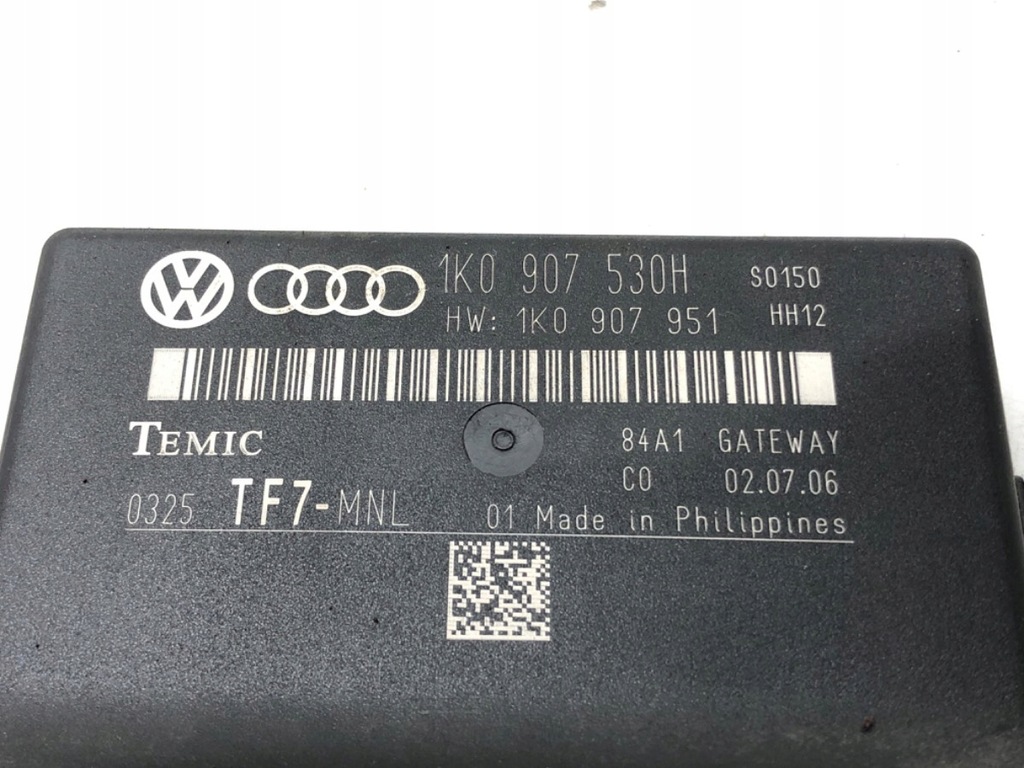 1K0 907 530H S0150
HW: 1K0 907 951 HH12
TEMIC 84A1 GATEWAY
C0 02.07.06
0325 TF7-MNL 01 Made in Philippines